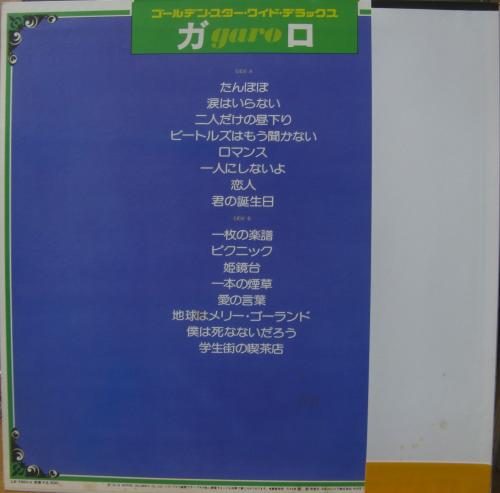 ゴールデン・スター・ワイド・デラックス
ガ garo ロ
SIDE A
たんぽぽ
涙はいらない
二人だけの昼下り
ビートルズはもう聞かない
ロマンス
一人にしないよ
恋人
君の誕生日
SIDE B
一枚の楽譜
ピクニック
姫鏡台
一本の煙草
愛の言葉
地球はメリー・ゴーランド
僕は死なないだろう
学生街の喫茶店